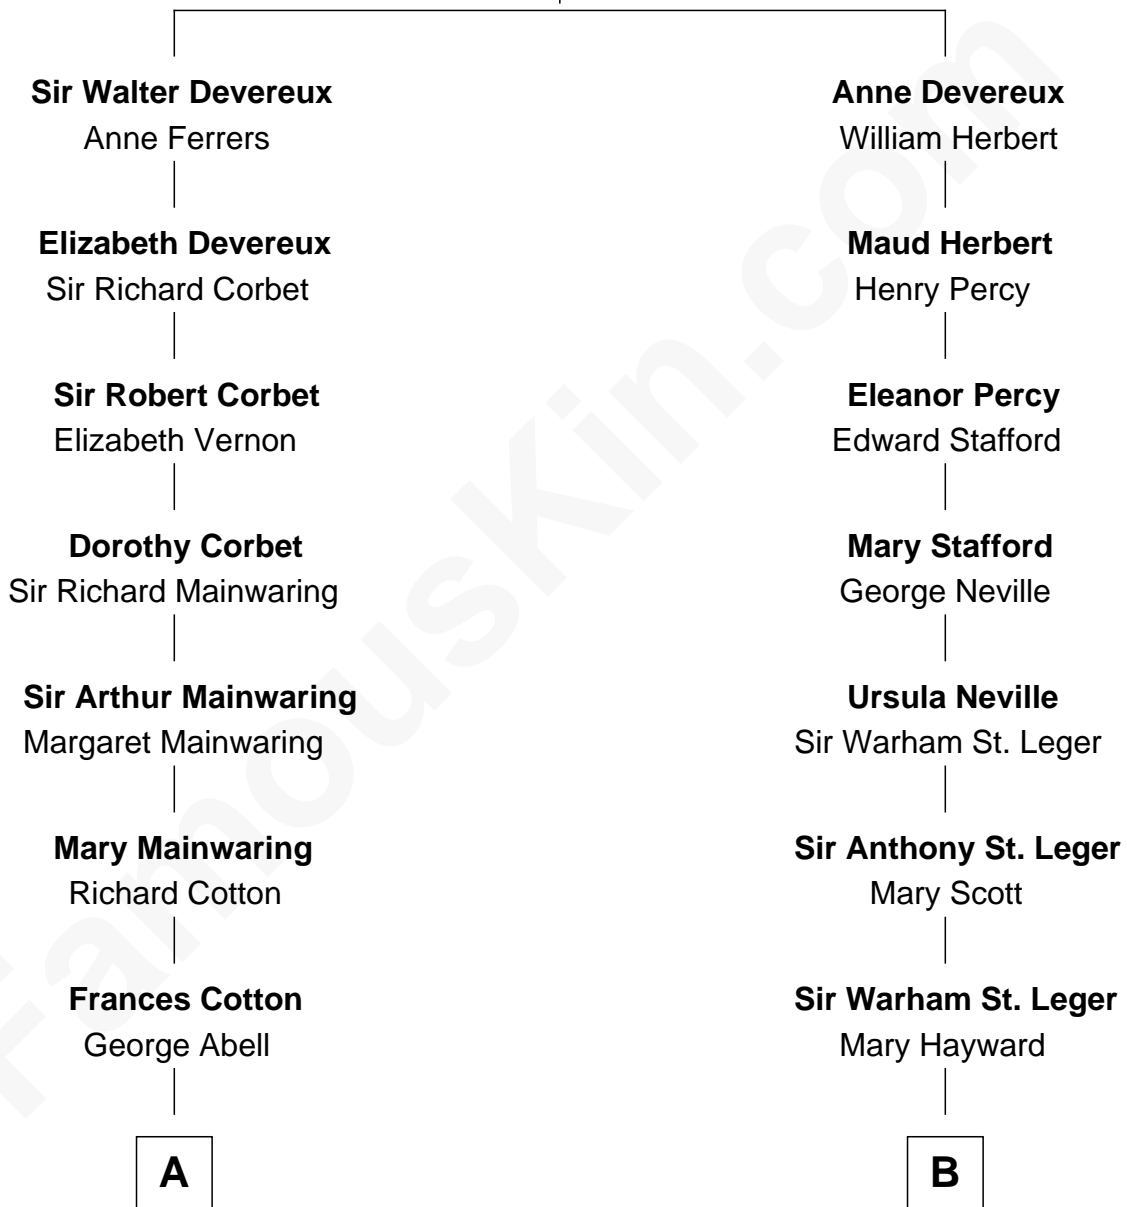 Sir Walter Devereux
Anne Ferrers
Elizabeth Devereux
Sir Richard Corbet
Sir Robert Corbet
Elizabeth Vernon
Dorothy Corbet
Sir Richard Mainwaring
Sir Arthur Mainwaring
Margaret Mainwaring
Mary Mainwaring
Richard Cotton
Frances Cotton
George Abell
A
Anne Devereux
William Herbert
Maud Herbert
Henry Percy
Eleanor Percy
Edward Stafford
Mary Stafford
George Neville
Ursula Neville
Sir Warham St. Leger
Sir Anthony St. Leger
Mary Scott
Sir Warham St. Leger
Mary Hayward
B
FamousKin.com